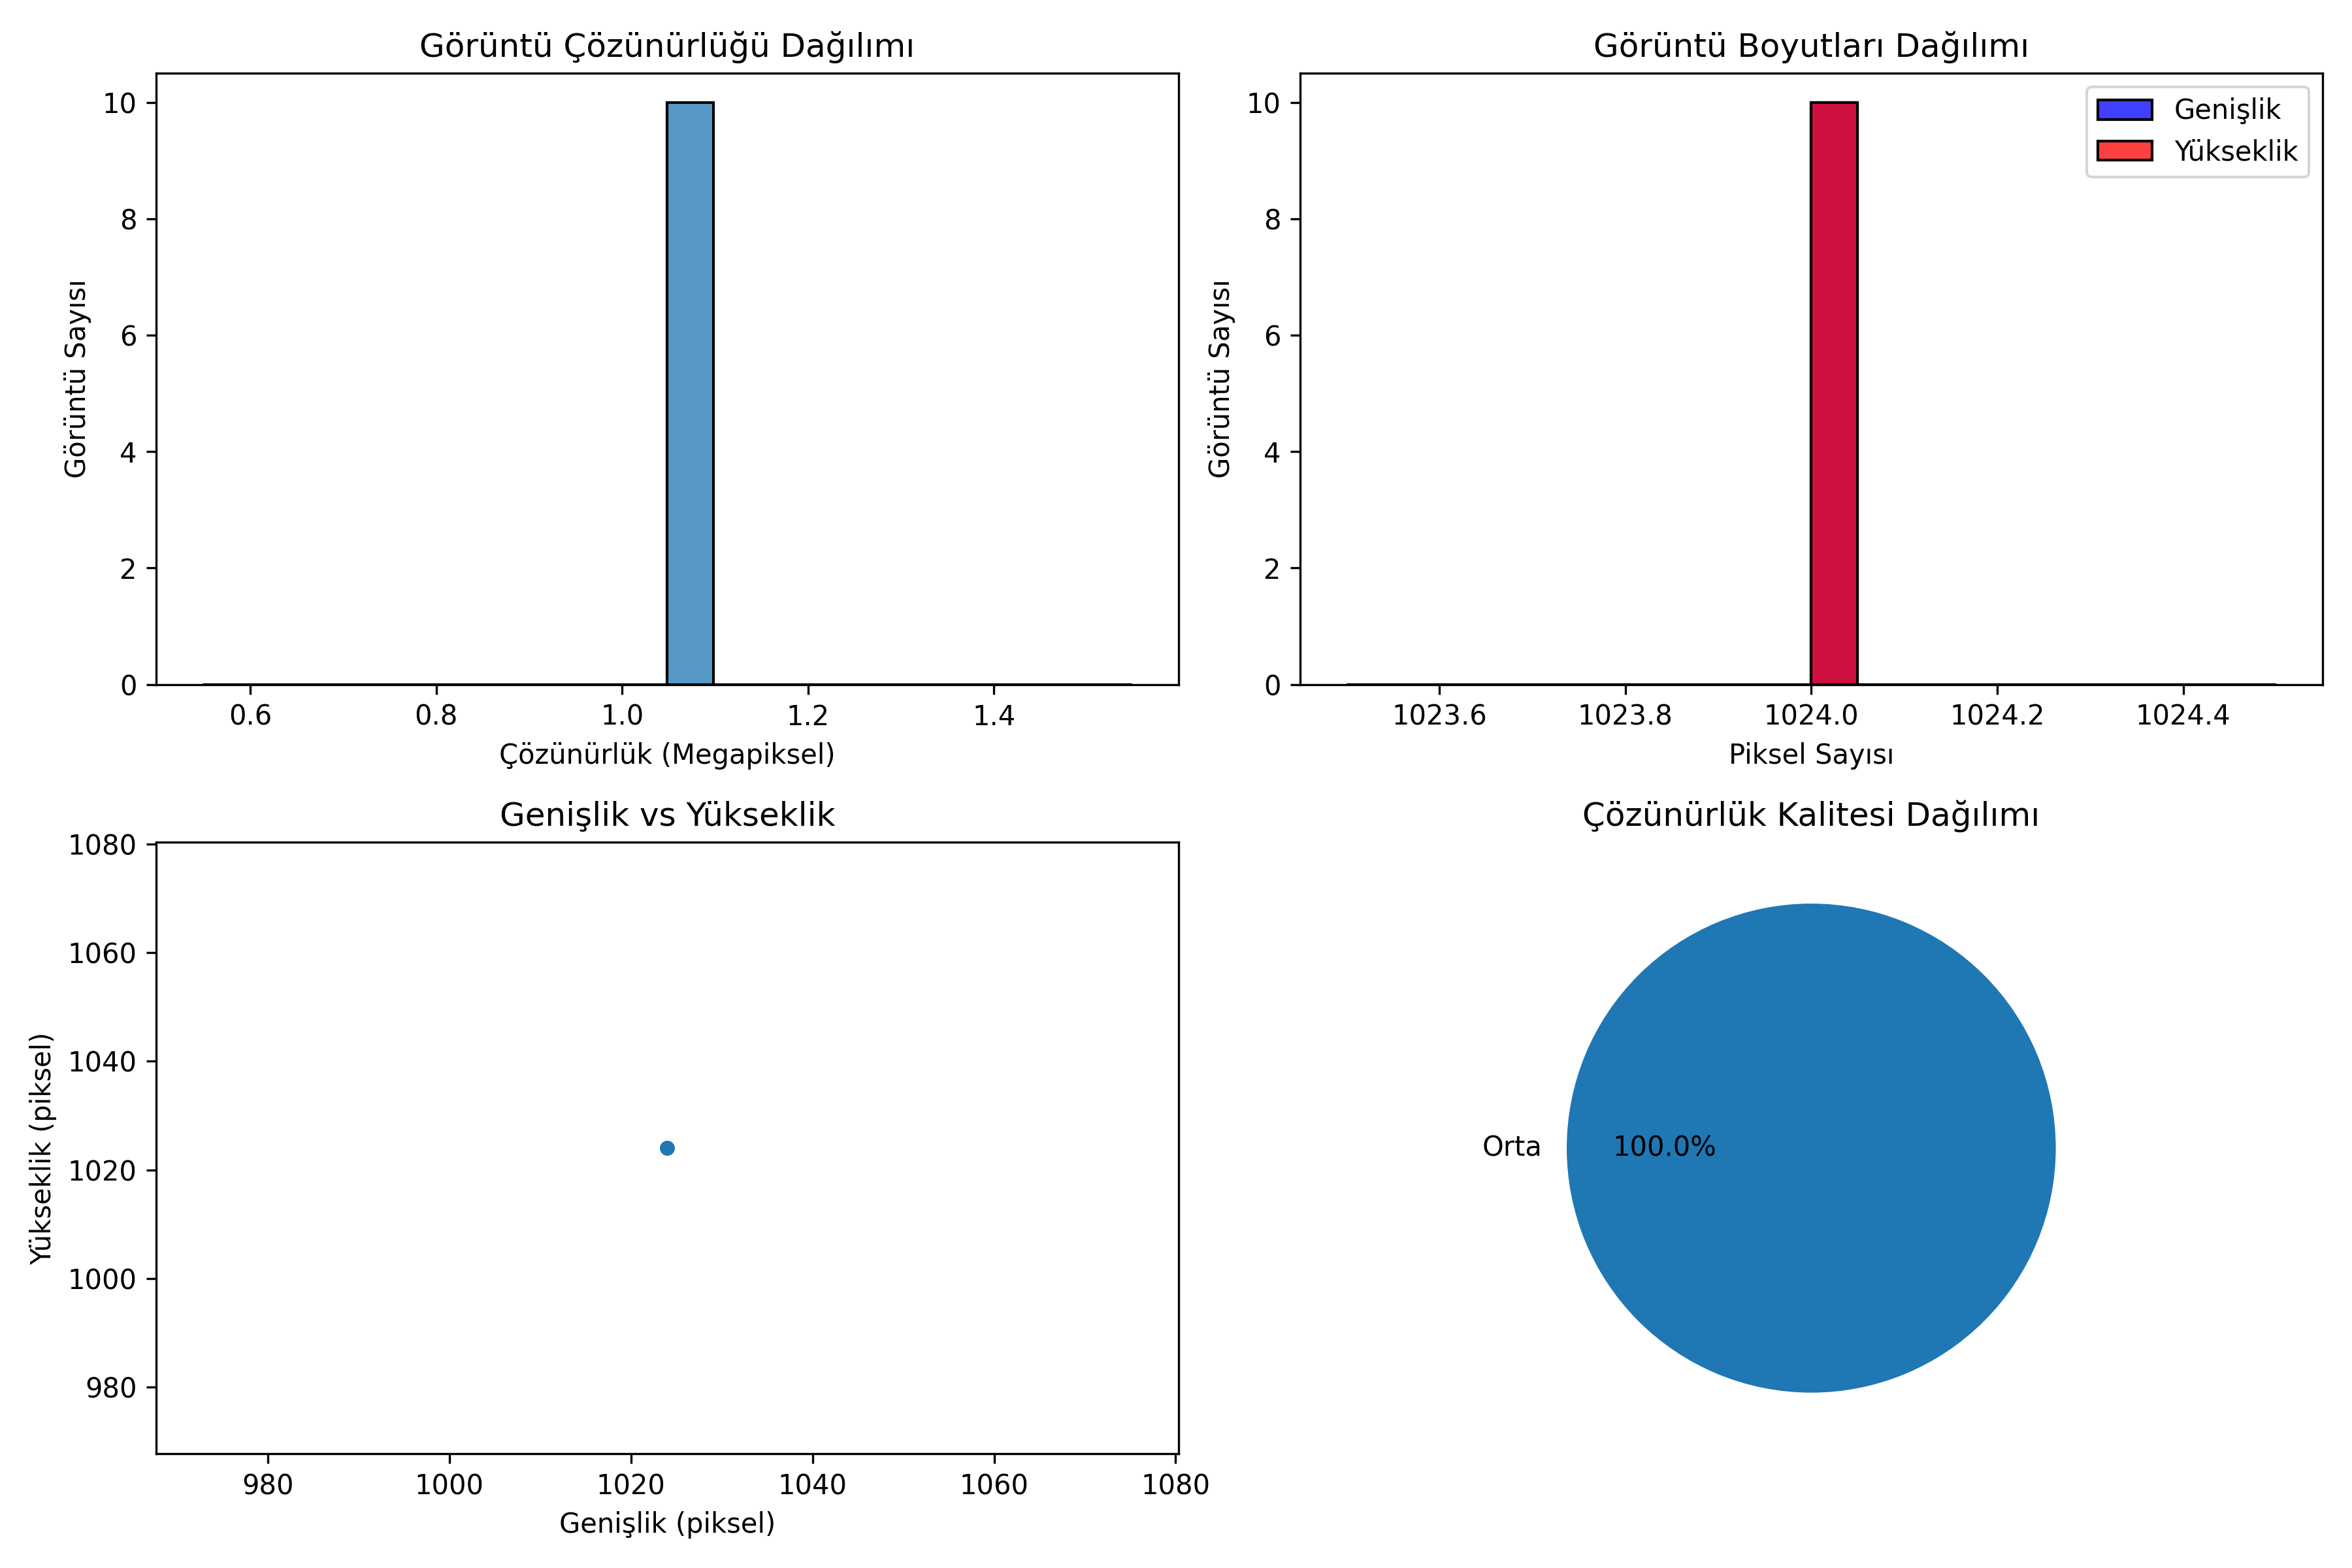 Görüntü Çözünürlüğü Dağılımı
10
8
6
4
2
0
Görüntü Sayısı
0.6 0.8 1.0 1.2 1.4
Çözünürlük (Megapiksel)
Görüntü Boyutları Dağılımı
Genişlik
Yükseklik
10
8
6
4
2
0
Görüntü Sayısı
1023.6 1023.8 1024.0 1024.2 1024.4
Piksel Sayısı
Genişlik vs Yükseklik
1080
1060
1040
1020
1000
980
Yükseklik (piksel)
980 1000 1020 1040 1060 1080
Genişlik (piksel)
Çözünürlük Kalitesi Dağılımı
Orta 100.0%